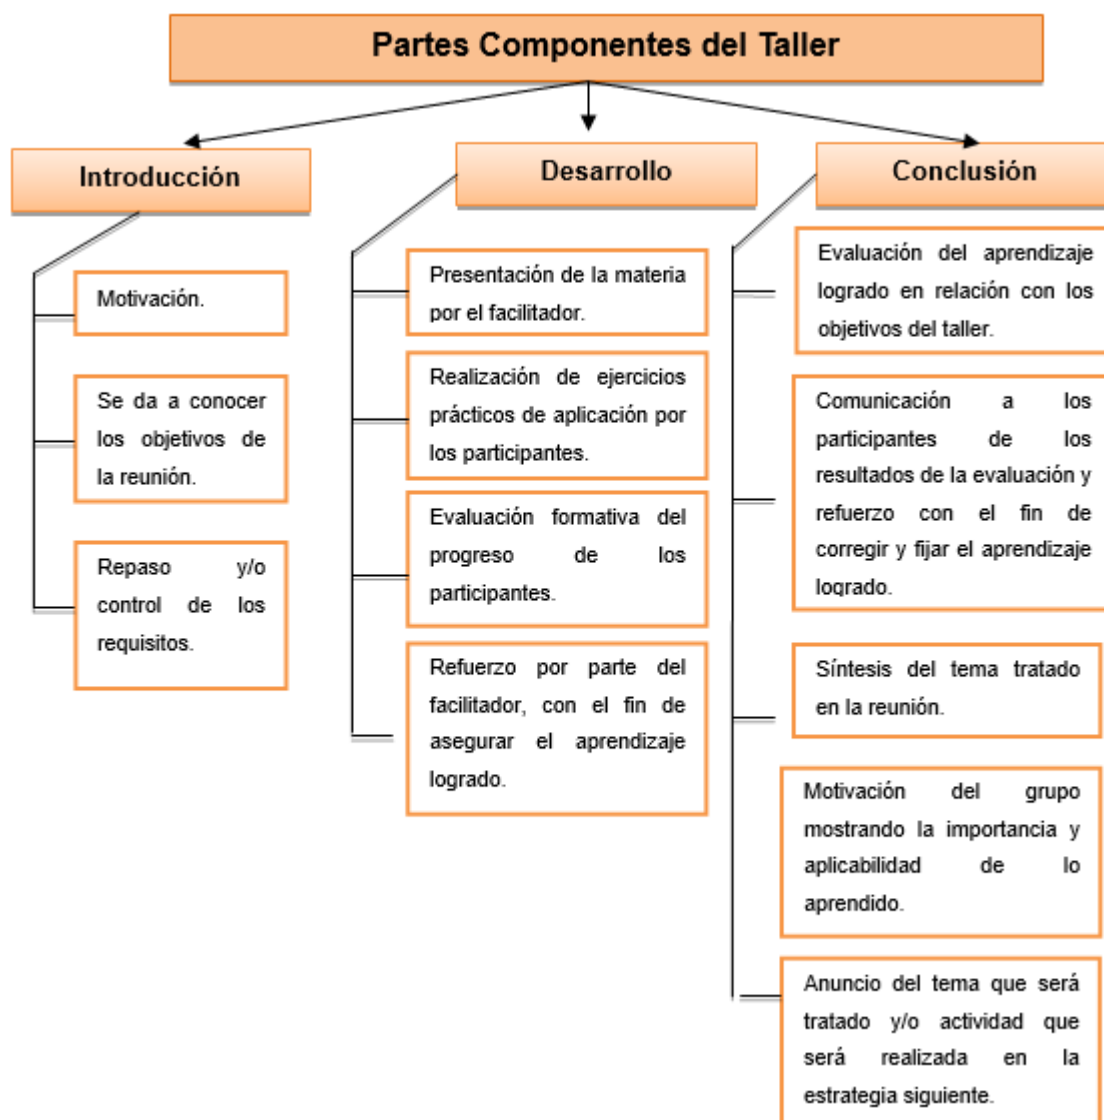 Partes Componentes del Taller
Introducción
Motivación.
Se da a conocer
los objetivos de
la reunión.
Repaso y/o
control de los
requisitos.
Desarrollo
Presentación de la materia
por el facilitador.
Realización de ejercicios
prácticos de aplicación por
los participantes.
Evaluación formativa del
progreso de los
participantes.
Refuerzo por parte del
facilitador, con el fin de
asegurar el aprendizaje
logrado.
Conclusión
Evaluación del aprendizaje
logrado en relación con los
objetivos del taller.
Comunicación a los
participantes de los
resultados de la evaluación y
refuerzo con el fin de
corregir y fijar el aprendizaje
logrado.
Síntesis del tema tratado
en la reunión.
Motivación del grupo
mostrando la importancia y
aplicabilidad de lo
aprendido.
Anuncio del tema que será
tratado y/o actividad que
será realizada en la
estrategia siguiente.